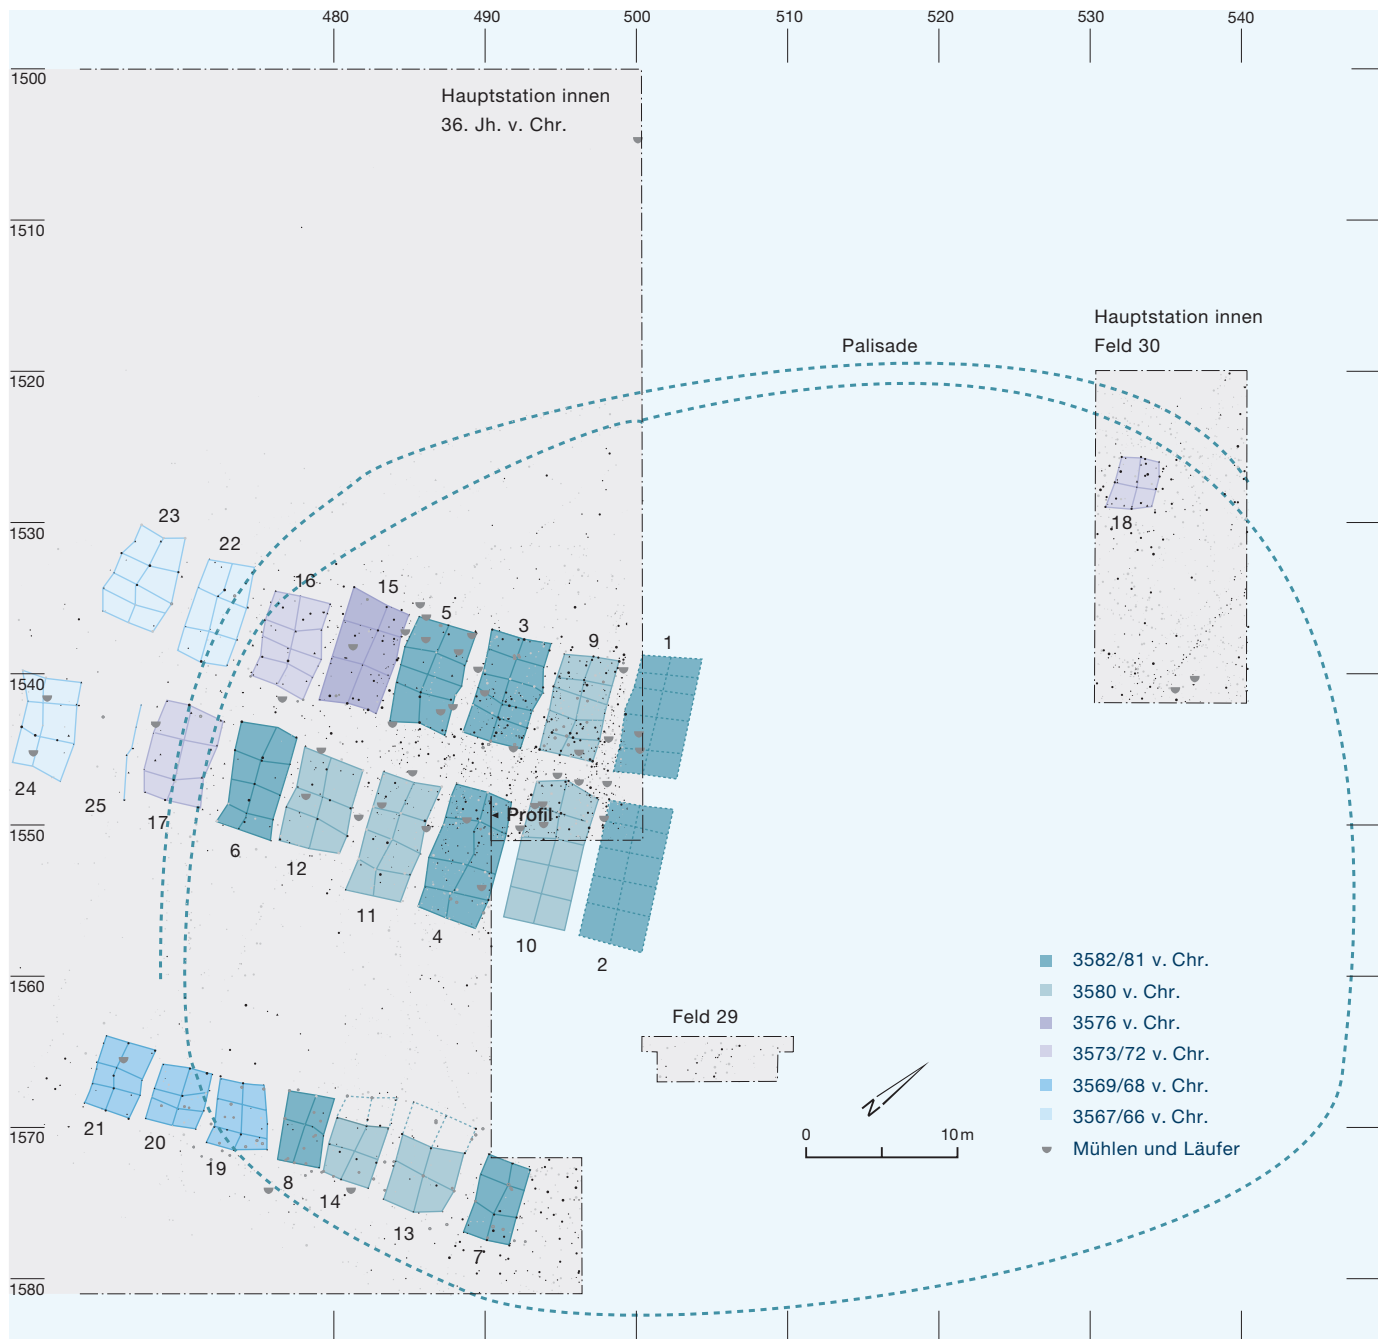 480 490 500 510 520 530 540
1500
1510
1520
1530
1540
1550
1560
1570
1580
Hauptstation innen
36. Jh. v. Chr.
Palisade
Hauptstation innen
Feld 30
18
23
22
16
15
5
3
9
1
24
25
17
6
12
11
4
10
2
Profil
21
20
19
8
14
13
7
Feld 29
N
0 10 m
3582/81 v. Chr.
3580 v. Chr.
3576 v. Chr.
3573/72 v. Chr.
3569/68 v. Chr.
3567/66 v. Chr.
Mühlen und Läufer